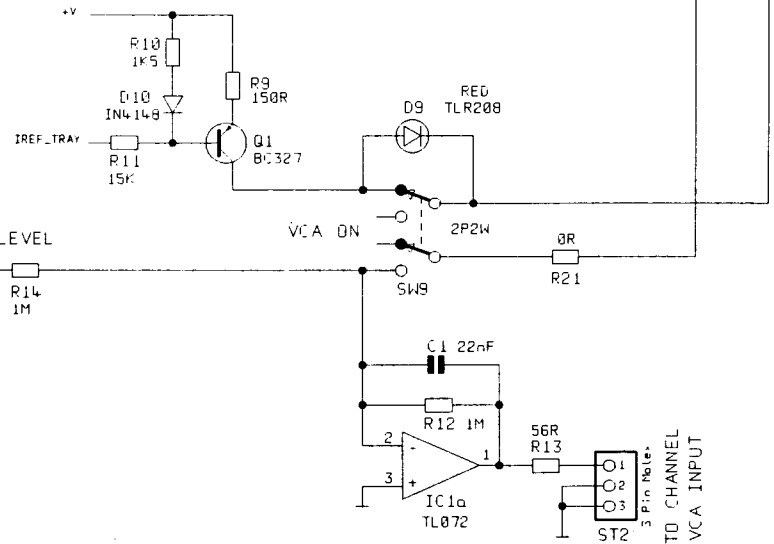 +V
R10
1K5
R9
150R
D10
IN4148
IREF_TRAY
R11
15K
Q1
BC327
RED
TLR208
D9
VCA ON
2P2W
SW9
LEVEL
R14
1M
0R
R21
C1 22nF
R12 1M
2
-
3
+
1
IC1a
TL072
56R
R13
1
2
3
ST2
3 Pin Molex
TO CHANNEL
VCA INPUT